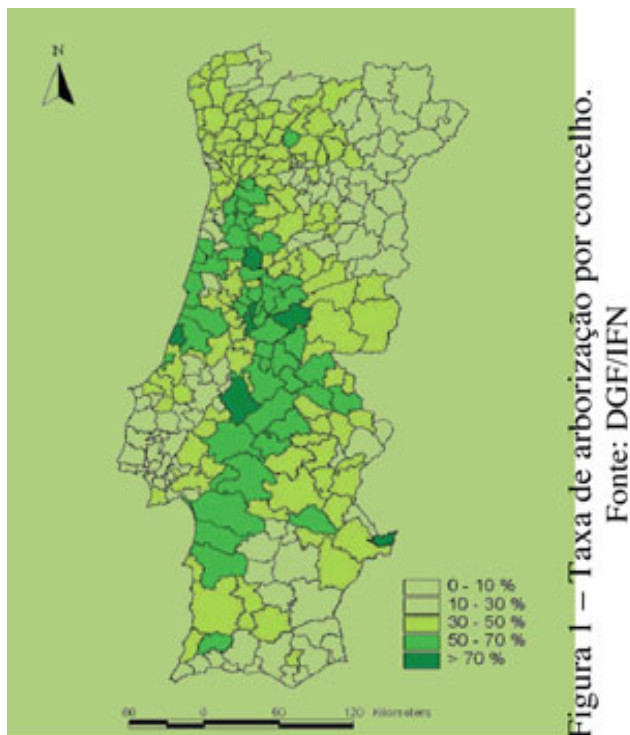 N
0 - 10 %
10 - 30 %
30 - 50 %
50 - 70 %
> 70 %
60 0 60 120 Kilometers
Figura 1 – Taxa de arborização por concelho.
Fonte: DGF/IFN